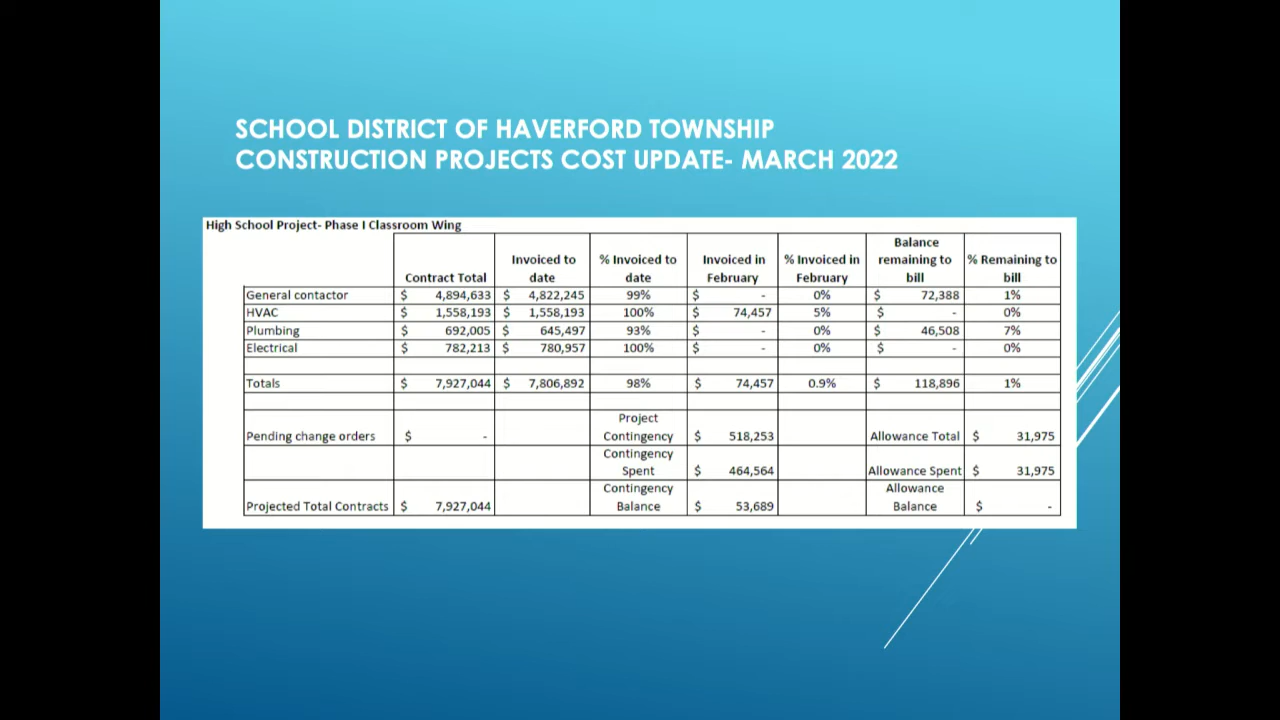 SCHOOL DISTRICT OF HAVERFORD TOWNSHIP
CONSTRUCTION PROJECTS COST UPDATE- MARCH 2022
High School Project- Phase I Classroom Wing
Contract Total Invoiced to date % Invoiced to date Invoiced in February % Invoiced in February Balance remaining to bill % Remaining to bill
General contactor $ 4,894,633 $ 4,822,245 99% $ - 0% $ 72,388 1%
HVAC $ 1,558,193 $ 1,558,193 100% $ 74,457 5% $ - 0%
Plumbing $ 692,005 $ 645,497 93% $ - 0% $ 46,508 7%
Electrical $ 782,213 $ 780,957 100% $ - 0% $ - 0%
Totals $ 7,927,044 $ 7,806,892 98% $ 74,457 0.9% $ 118,896 1%
Pending change orders $ - Project Contingency $ 518,253 Allowance Total $ 31,975
Contingency Spent $ 464,564 Allowance Spent $ 31,975
Projected Total Contracts $ 7,927,044 Contingency Balance $ 53,689 Allowance Balance $ -